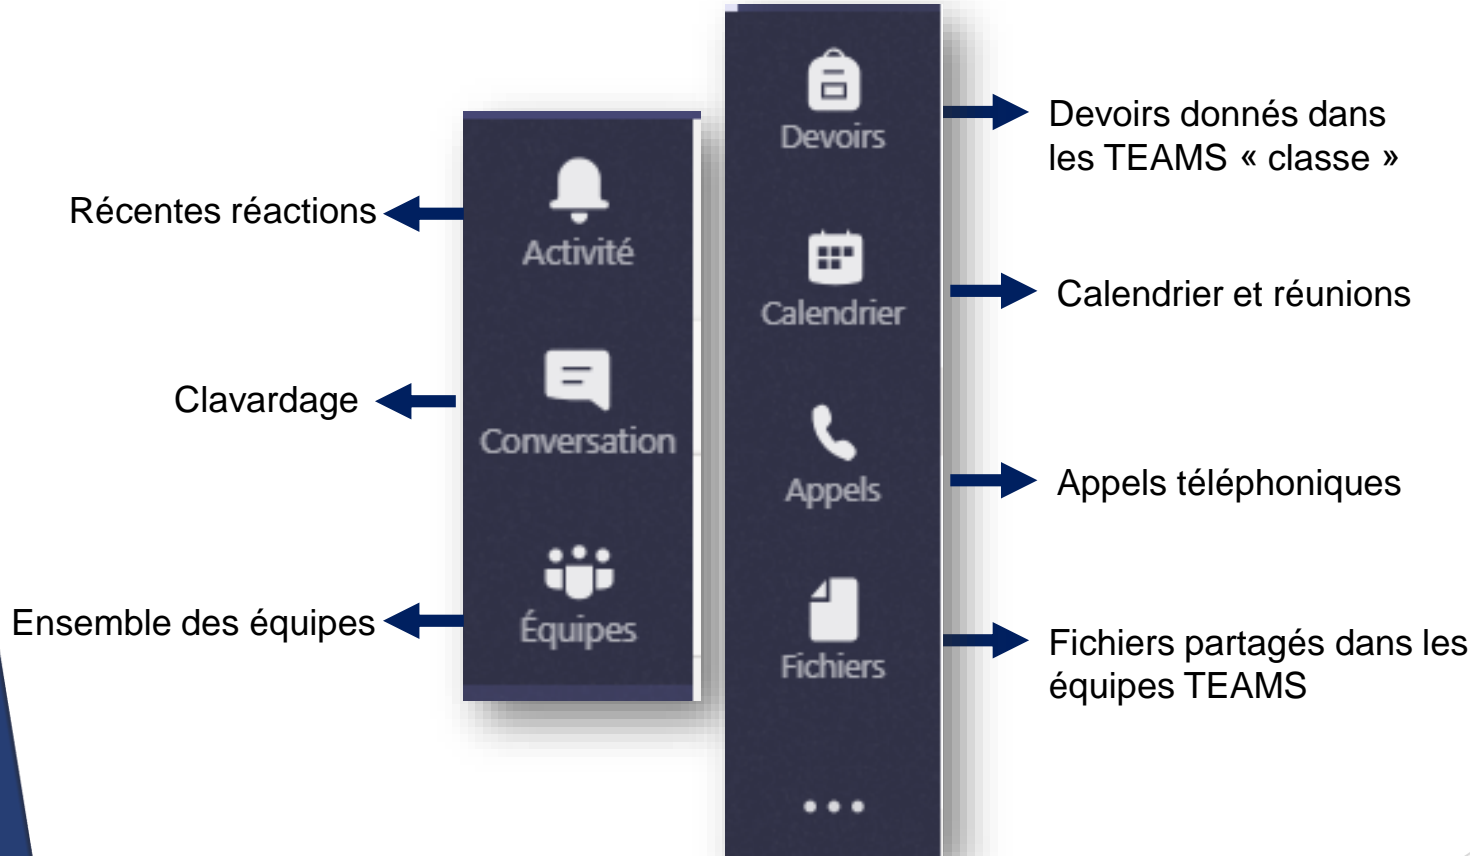 Récentes réactions
Activité
Clavardage
Conversation
Ensemble des équipes
Équipes
Devoirs
Devoirs donnés dans
les TEAMS « classe »
Calendrier
Calendrier et réunions
Appels
Appels téléphoniques
Fichiers
Fichiers partagés dans les
équipes TEAMS